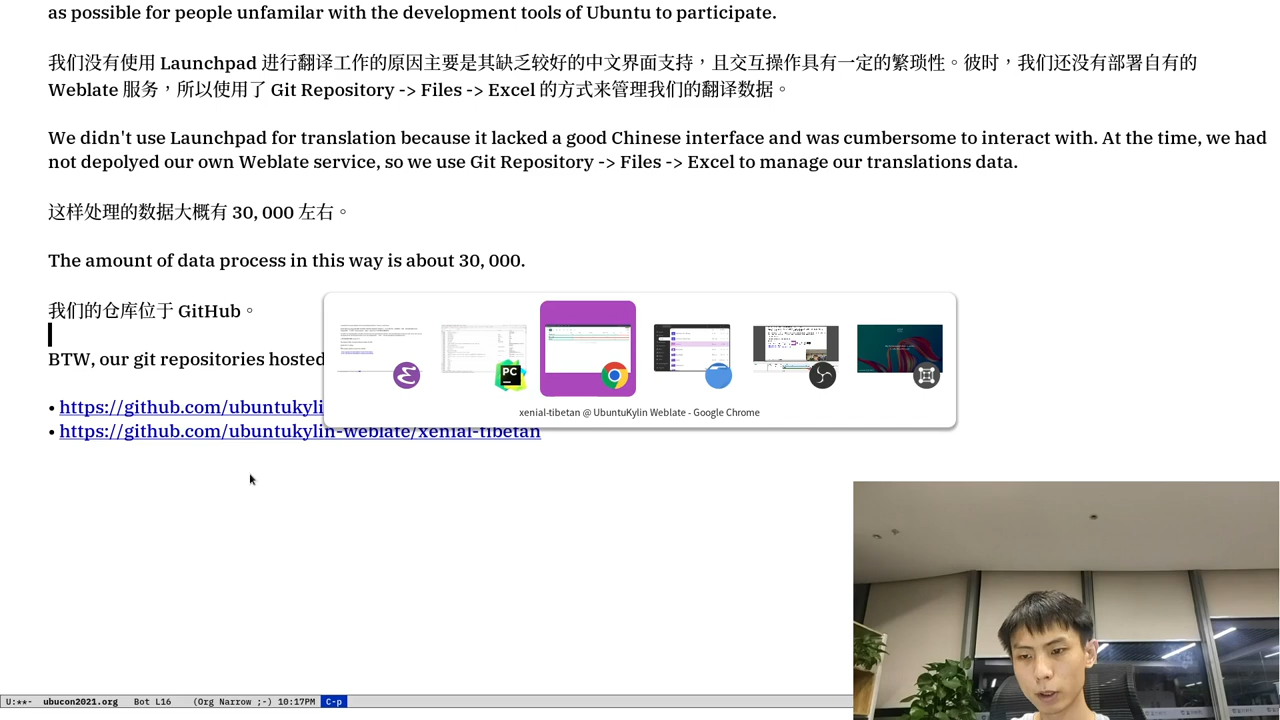 as possible for people unfamilar with the development tools of Ubuntu to participate.
我们没有使用 Launchpad 进行翻译工作的原因主要是其缺乏较好的中文界面支持，且交互操作具有一定的繁琐性。彼时，我们还没有部署自有的
Weblate 服务，所以使用了 Git Repository -> Files -> Excel 的方式来管理我们的翻译数据。
We didn't use Launchpad for translation because it lacked a good Chinese interface and was cumbersome to interact with. At the time, we had
not depolyed our own Weblate service, so we use Git Repository -> Files -> Excel to manage our translations data.
这样处理的数据大概有 30, 000 左右。
The amount of data process in this way is about 30, 000.
我们的仓库位于 GitHub。
BTW, our git repositories hosted
• https://github.com/ubuntukyli
• https://github.com/ubuntukylin-weblate/xenial-tibetan
PC
xenial-tibetan @ UbuntuKylin Weblate - Google Chrome
U:**- ubucon2021.org Bot L16 (Org Narrow ;-) 10:17PM C-p